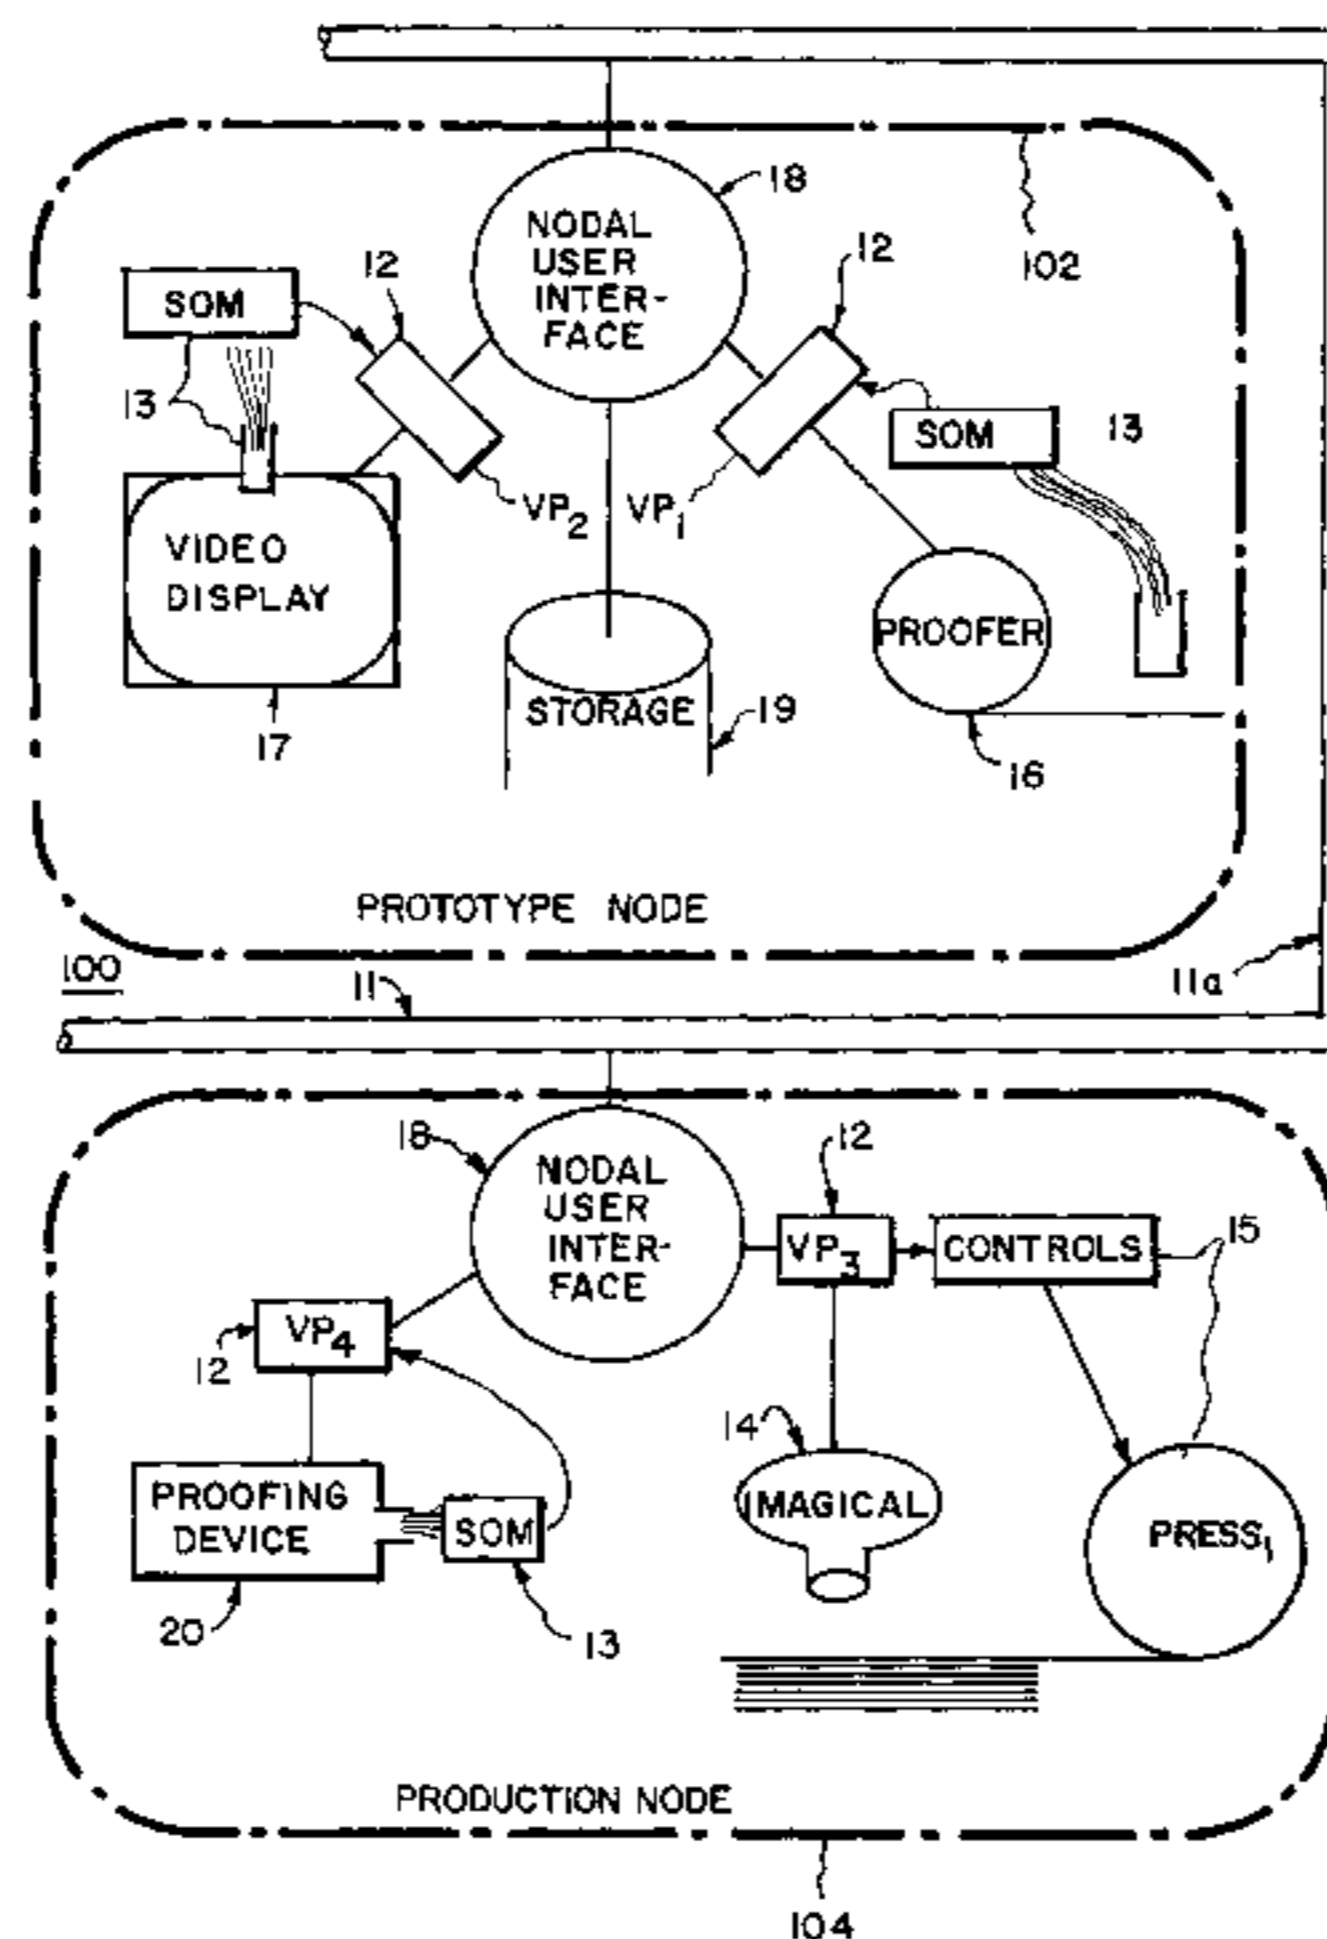 18
NODAL
USER
INTER-
FACE
102
12
12
SOM
13
SOM
13
VP2
VP1
VIDEO
DISPLAY
PROOFER
STORAGE
19
17
16
PROTOTYPE NODE
100
11
11a
18
NODAL
USER
INTER-
FACE
12
VP3
CONTROLS
15
VP4
12
14
IMAGICAL
PROOFING
DEVICE
SOM
PRESS1
20
13
PRODUCTION NODE
104